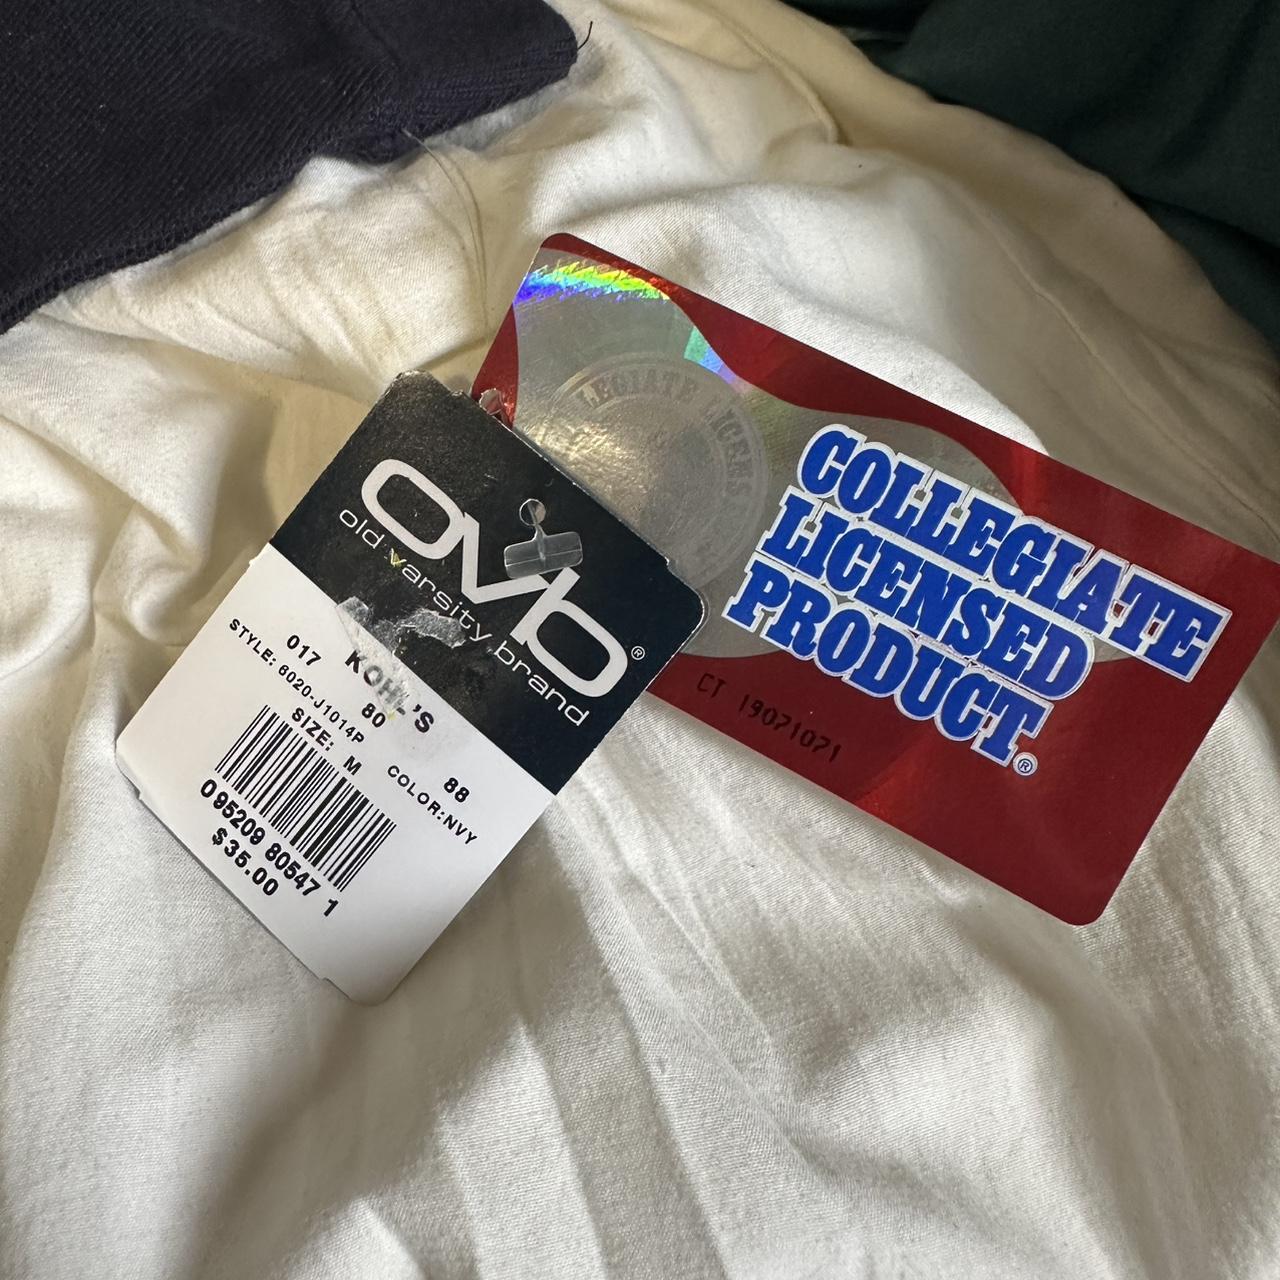 ovb®
old varsity brand
017 KOHL'S
80
STYLE: 6020-J1014P
SIZE: M
88
COLOR:NVY
095209 80547 1
$35.00
COLLEGIATE
LICENSED
PRODUCT®
CT 19071071